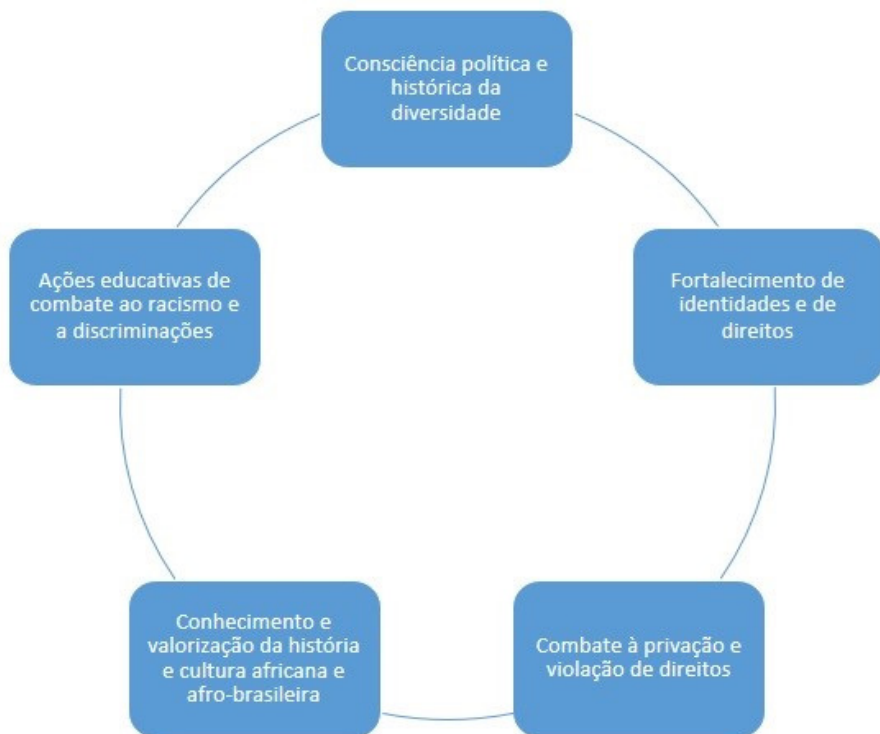 Consciência política e
histórica da
diversidade
Fortalecimento de
identidades e de
direitos
Combate à privação e
violação de direitos
Conhecimento e
valorização da história
e cultura africana e
afro-brasileira
Ações educativas de
combate ao racismo e
a discriminações